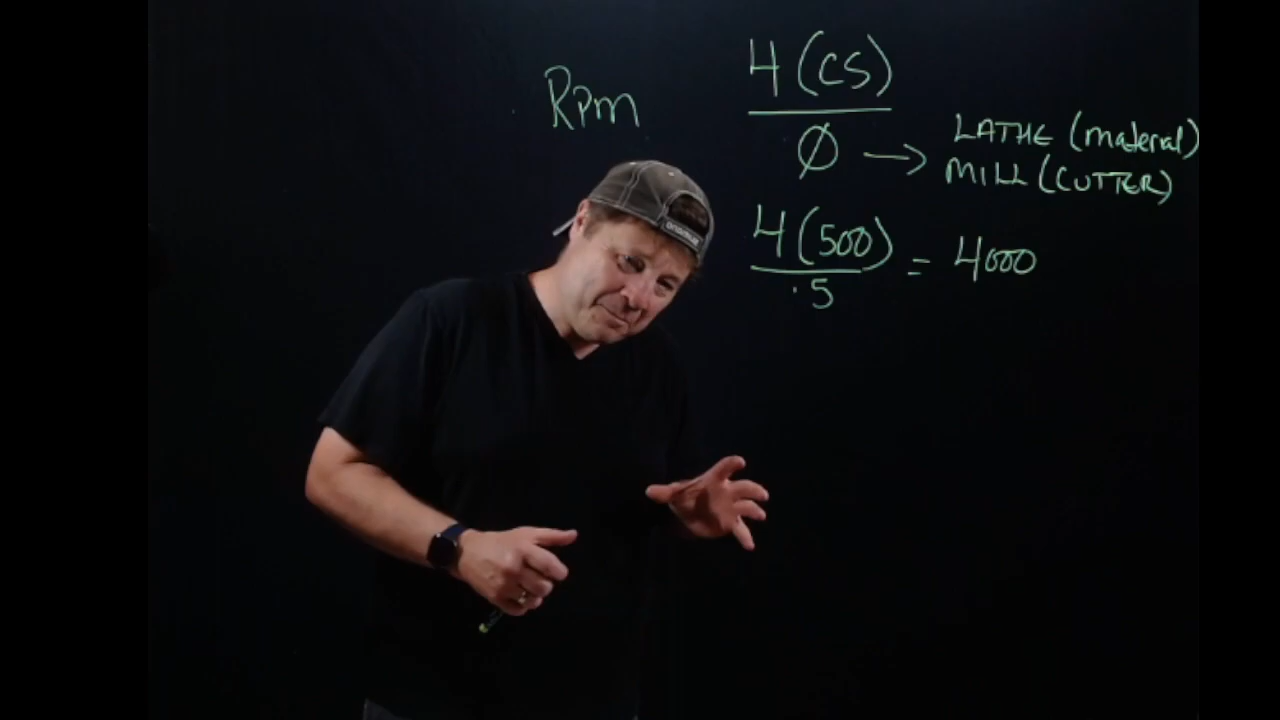 Rpm
4 (CS)
Ø → LATHE (material)
MILL (CUTTER)
4 (500)
.5
= 4000